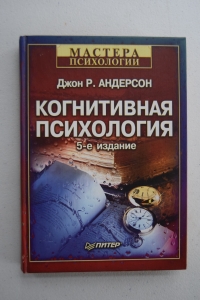 МАСТЕРА
ПСИХОЛОГИИ
Джон Р. АНДЕРСОН
КОГНИТИВНАЯ
ПСИХОЛОГИЯ
5-е издание
ПИТЕР